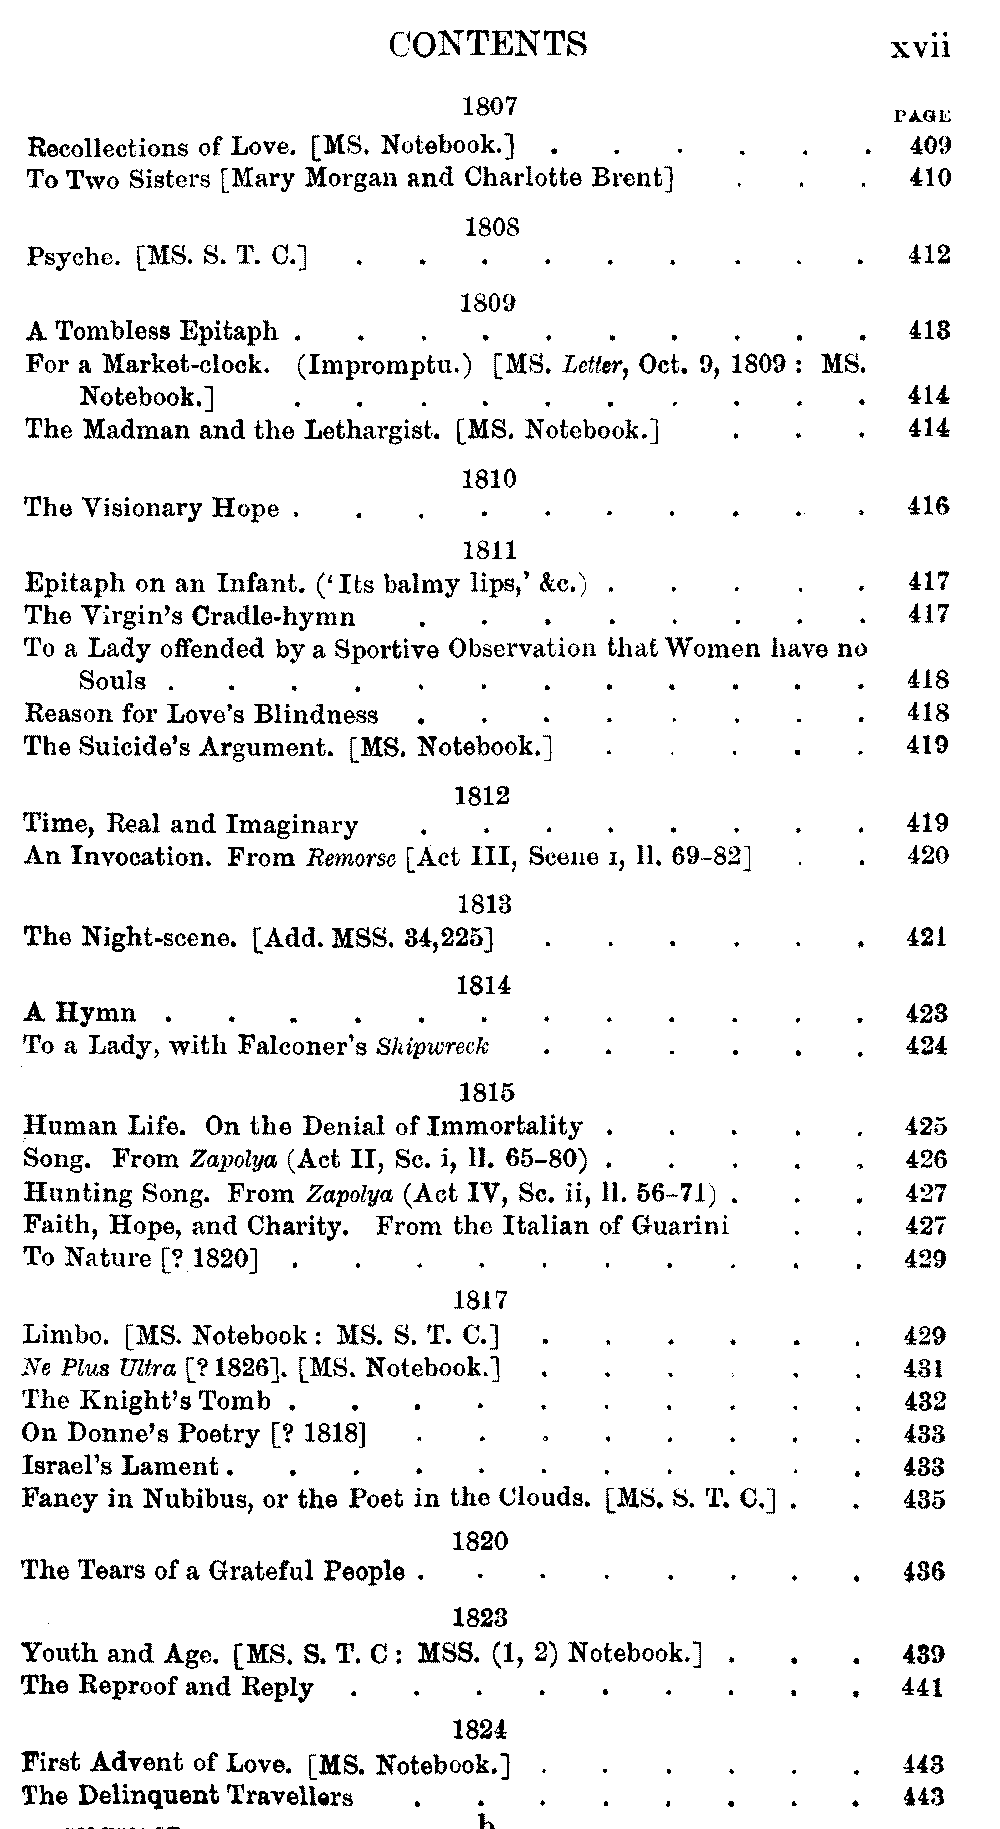 CONTENTS xvii
1807
PAGE
Recollections of Love. [MS. Notebook.] . . . . . . 409
To Two Sisters [Mary Morgan and Charlotte Brent] . . . 410
1808
Psyche. [MS. S. T. C.] . . . . . . . . . 412
1809
A Tombless Epitaph . . . . . . . . . . 413
For a Market-clock. (Impromptu.) [MS. Letter, Oct. 9, 1809 : MS.
Notebook.] . . . . . . . . . . 414
The Madman and the Lethargist. [MS. Notebook.] . . . 414
1810
The Visionary Hope . . . . . . . . . . 416
1811
Epitaph on an Infant. (‘Its balmy lips,’ &c.) . . . . . 417
The Virgin's Cradle-hymn . . . . . . . . 417
To a Lady offended by a Sportive Observation that Women have no
Souls . . . . . . . . . . . . 418
Reason for Love's Blindness . . . . . . . . 418
The Suicide's Argument. [MS. Notebook.] . . . . . 419
1812
Time, Real and Imaginary . . . . . . . . 419
An Invocation. From Remorse [Act III, Scene I, ll. 69–82] . . 420
1813
The Night-scene. [Add. MSS. 34,225] . . . . . . 421
1814
A Hymn . . . . . . . . . . . . 423
To a Lady, with Falconer's Shipwreck . . . . . . 424
1815
Human Life. On the Denial of Immortality . . . . . 425
Song. From Zapolya (Act II, Sc. i, ll. 65–80) . . . . . 426
Hunting Song. From Zapolya (Act IV, Sc. ii, ll. 56–71) . . . 427
Faith, Hope, and Charity. From the Italian of Guarini . . 427
To Nature [? 1820] . . . . . . . . . . 429
1817
Limbo. [MS. Notebook : MS. S. T. C.] . . . . . . 429
Ne Plus Ultra [? 1826]. [MS. Notebook.] . . . . . . 431
The Knight's Tomb . . . . . . . . . . 432
On Donne's Poetry [? 1818] . . . . . . . . 433
Israel's Lament . . . . . . . . . . . 433
Fancy in Nubibus, or the Poet in the Clouds. [MS. S. T. C.] . . 435
1820
The Tears of a Grateful People . . . . . . . . 436
1823
Youth and Age. [MS. S. T. C : MSS. (1, 2) Notebook.] . . . 439
The Reproof and Reply . . . . . . . . . 441
1824
First Advent of Love. [MS. Notebook.] . . . . . . 443
The Delinquent Travellers . . . . . . . . 443
b